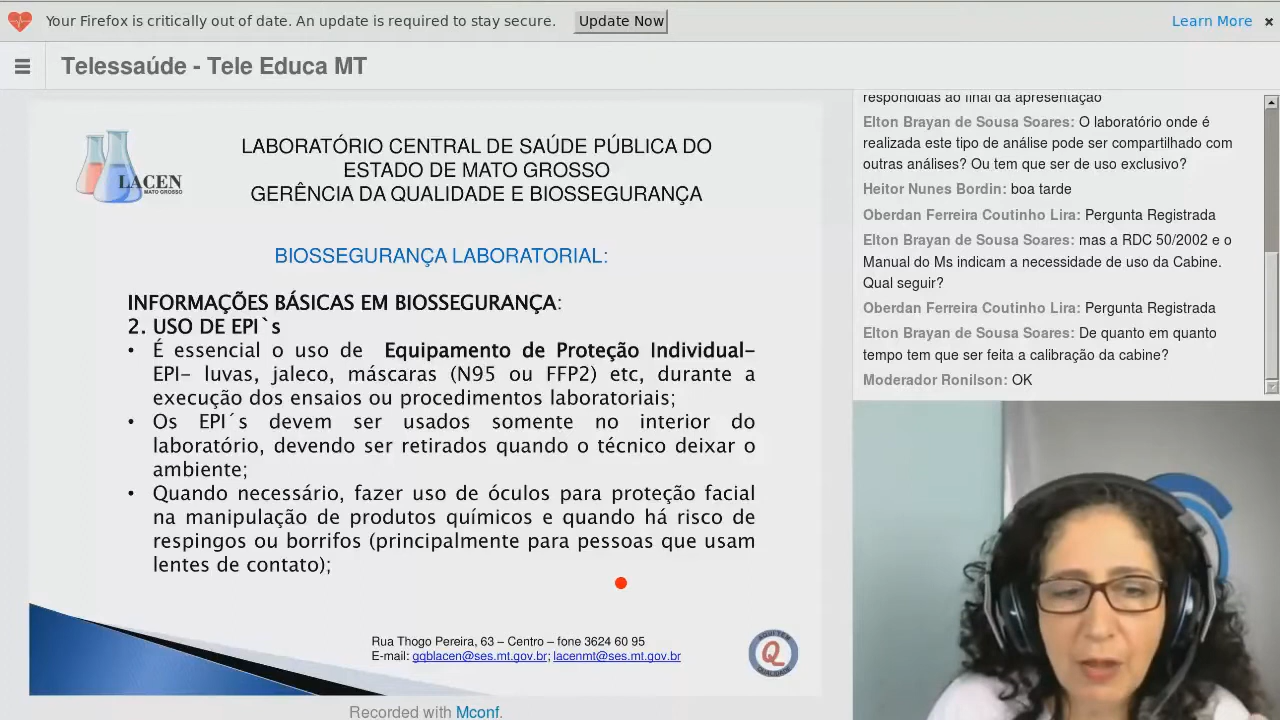 Your Firefox is critically out of date. An update is required to stay secure. Update Now Learn More ×
Telessaúde - Tele Educa MT
LACEN
MATO GROSSO
LABORATÓRIO CENTRAL DE SAÚDE PÚBLICA DO
ESTADO DE MATO GROSSO
GERÊNCIA DA QUALIDADE E BIOSSEGURANÇA
BIOSSEGURANÇA LABORATORIAL:
INFORMAÇÕES BÁSICAS EM BIOSSEGURANÇA:
2. USO DE EPI`s
• É essencial o uso de Equipamento de Proteção Individual-
EPI- luvas, jaleco, máscaras (N95 ou FFP2) etc, durante a
execução dos ensaios ou procedimentos laboratoriais;
• Os EPI´s devem ser usados somente no interior do
laboratório, devendo ser retirados quando o técnico deixar o
ambiente;
• Quando necessário, fazer uso de óculos para proteção facial
na manipulação de produtos químicos e quando há risco de
respingos ou borrifos (principalmente para pessoas que usam
lentes de contato);
Rua Thogo Pereira, 63 – Centro – fone 3624 60 95
E-mail: gqblacen@ses.mt.gov.br; lacenmt@ses.mt.gov.br
AQUI TEM
Q
QUALIDADE
Recorded with Mconf.
respondidas ao final da apresentação
Elton Brayan de Sousa Soares: O laboratório onde é
realizada este tipo de análise pode ser compartilhado com
outras análises? Ou tem que ser de uso exclusivo?
Heitor Nunes Bordin: boa tarde
Oberdan Ferreira Coutinho Lira: Pergunta Registrada
Elton Brayan de Sousa Soares: mas a RDC 50/2002 e o
Manual do Ms indicam a necessidade de uso da Cabine.
Qual seguir?
Oberdan Ferreira Coutinho Lira: Pergunta Registrada
Elton Brayan de Sousa Soares: De quanto em quanto
tempo tem que ser feita a calibração da cabine?
Moderador Ronilson: OK